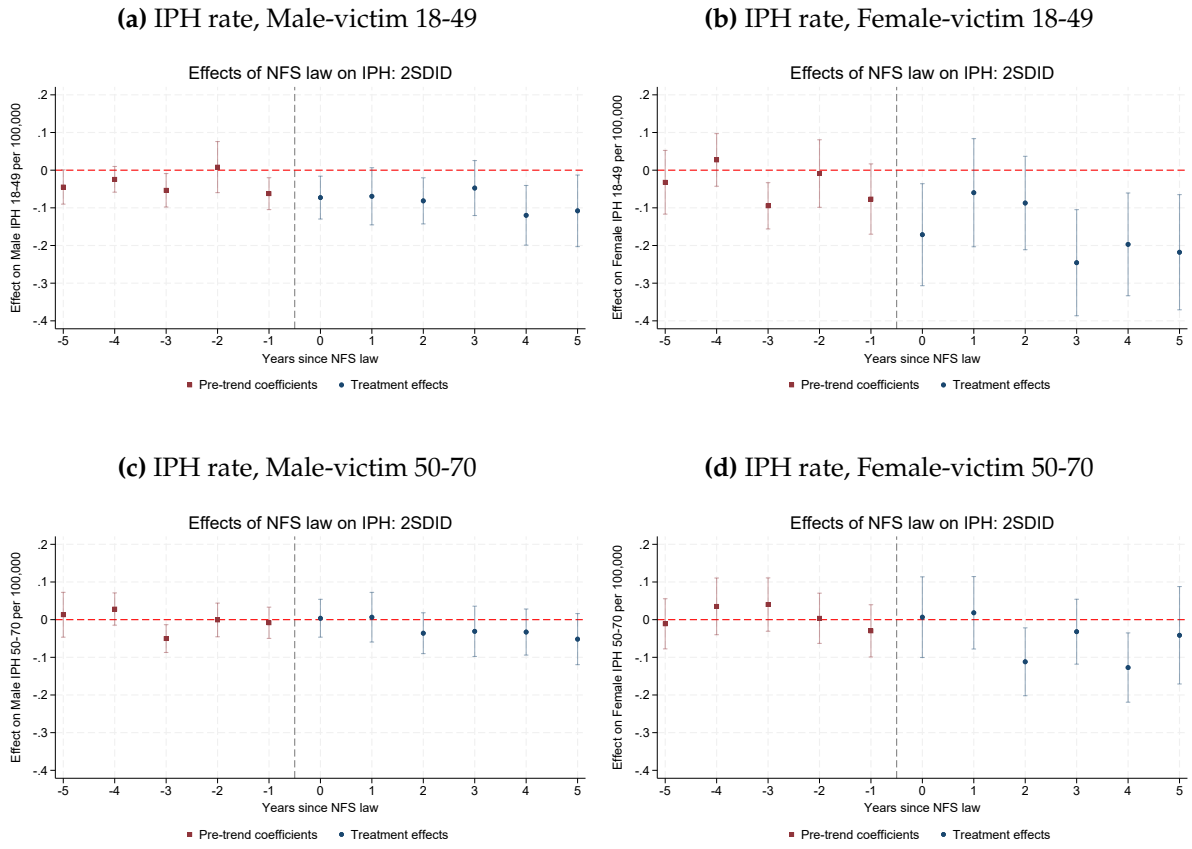 (a) IPH rate, Male-victim 18-49
Effects of NFS law on IPH: 2SDID
Effect on Male IPH 18-49 per 100,000
.2
.1
0
-.1
-.2
-.3
-.4
-5 -4 -3 -2 -1 0 1 2 3 4 5
Years since NFS law
Pre-trend coefficients Treatment effects
(b) IPH rate, Female-victim 18-49
Effects of NFS law on IPH: 2SDID
Effect on Female IPH 18-49 per 100,000
.2
.1
0
-.1
-.2
-.3
-.4
-5 -4 -3 -2 -1 0 1 2 3 4 5
Years since NFS law
Pre-trend coefficients Treatment effects
(c) IPH rate, Male-victim 50-70
Effects of NFS law on IPH: 2SDID
Effect on Male IPH 50-70 per 100,000
.2
.1
0
-.1
-.2
-.3
-.4
-5 -4 -3 -2 -1 0 1 2 3 4 5
Years since NFS law
Pre-trend coefficients Treatment effects
(d) IPH rate, Female-victim 50-70
Effects of NFS law on IPH: 2SDID
Effect on Female IPH 50-70 per 100,000
.2
.1
0
-.1
-.2
-.3
-.4
-5 -4 -3 -2 -1 0 1 2 3 4 5
Years since NFS law
Pre-trend coefficients Treatment effects